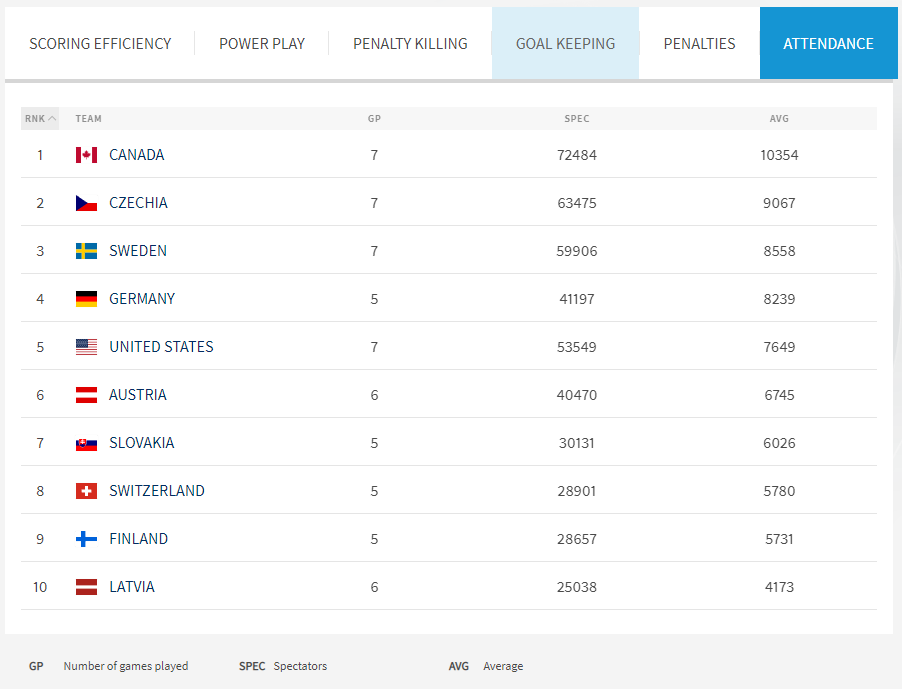 SCORING EFFICIENCY POWER PLAY PENALTY KILLING GOAL KEEPING PENALTIES ATTENDANCE
RNK TEAM GP SPEC AVG
1 CANADA 7 72484 10354
2 CZECHIA 7 63475 9067
3 SWEDEN 7 59906 8558
4 GERMANY 5 41197 8239
5 UNITED STATES 7 53549 7649
6 AUSTRIA 6 40470 6745
7 SLOVAKIA 5 30131 6026
8 SWITZERLAND 5 28901 5780
9 FINLAND 5 28657 5731
10 LATVIA 6 25038 4173
GP Number of games played SPEC Spectators AVG Average